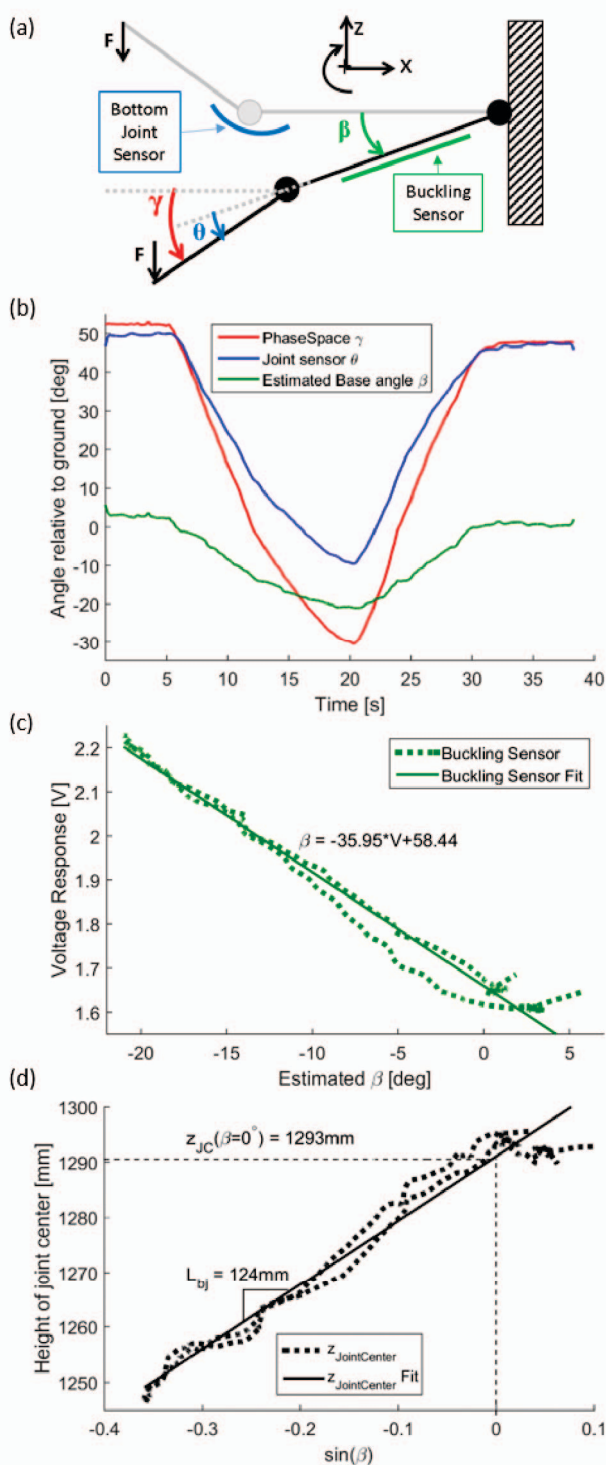 (a)
F
Z
X
Bottom
Joint
Sensor
β
γ
θ
Buckling
Sensor
F
(b)
Angle relative to ground [deg]
50
40
30
20
10
0
-10
-20
-30
PhaseSpace γ
Joint sensor θ
Estimated Base angle β
0 5 10 15 20 25 30 35 40
Time [s]
(c)
Voltage Response [V]
2.2
2.1
2
1.9
1.8
1.7
1.6
Buckling Sensor
Buckling Sensor Fit
β = -35.95*V+58.44
-20 -15 -10 -5 0 5
Estimated β [deg]
(d)
Height of joint center [mm]
1300
1290
1280
1270
1260
1250
z_JC(β=0°) = 1293mm
L_bj = 124mm
z_JointCenter
z_JointCenter Fit
-0.4 -0.3 -0.2 -0.1 0 0.1
sin(β)